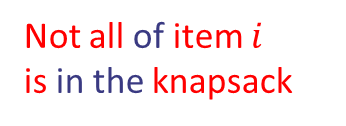 Not all of item i
is in the knapsack